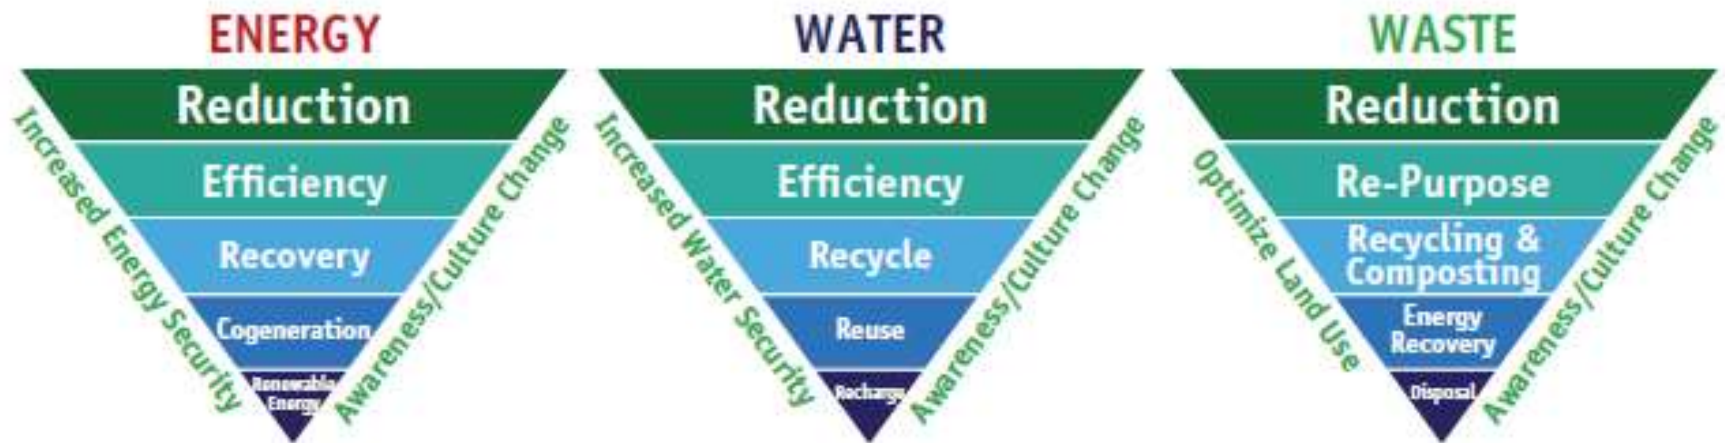 ENERGY
Reduction
Efficiency
Recovery
Cogeneration
Renewable
Energy
Increased Energy Security
Awareness/Culture Change
WATER
Reduction
Efficiency
Recycle
Reuse
Recharge
Increased Water Security
Awareness/Culture Change
WASTE
Reduction
Re-Purpose
Recycling &
Composting
Energy
Recovery
Disposal
Optimize Land Use
Awareness/Culture Change